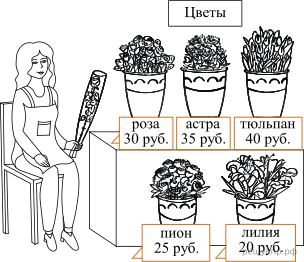 Цветы
роза
30 руб.
астра
35 руб.
тюльпан
40 руб.
пион
25 руб.
лилия
20 руб.